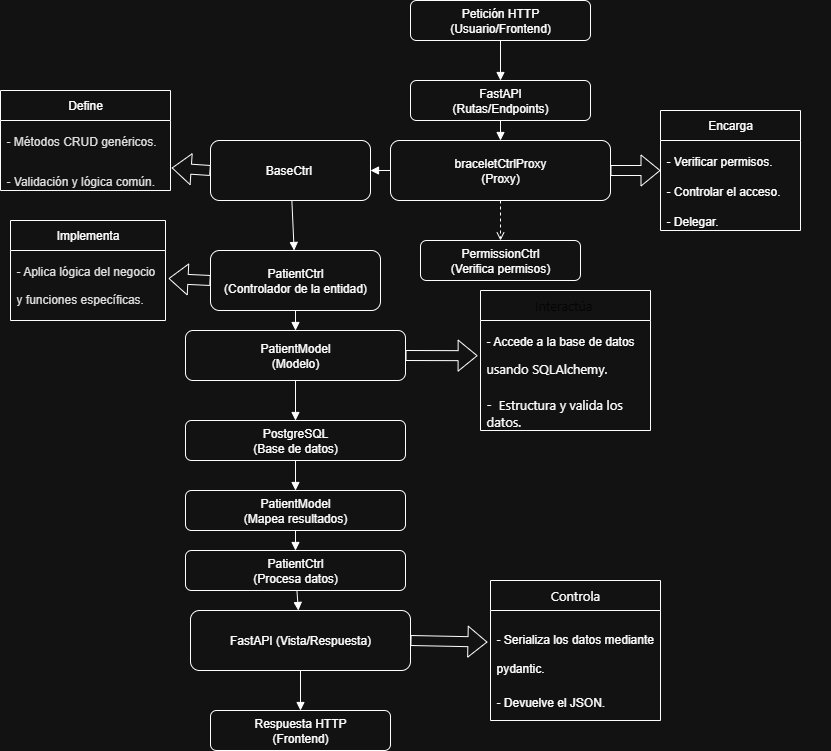 Petición HTTP
(Usuario/Frontend)
FastAPI
(Rutas/Endpoints)
Define
- Métodos CRUD genéricos.
- Validación y lógica común.
BaseCtrl
braceletCtrlProxy
(Proxy)
Encarga
- Verificar permisos.
- Controlar el acceso.
- Delegar.
Implementa
- Aplica lógica del negocio
y funciones específicas.
PatientCtrl
(Controlador de la entidad)
PermissionCtrl
(Verifica permisos)
Interactúa
- Accede a la base de datos
usando SQLAlchemy.
- Estructura y valida los
datos.
PatientModel
(Modelo)
PostgreSQL
(Base de datos)
PatientModel
(Mapea resultados)
PatientCtrl
(Procesa datos)
FastAPI (Vista/Respuesta)
Controla
- Serializa los datos mediante
pydantic.
- Devuelve el JSON.
Respuesta HTTP
(Frontend)